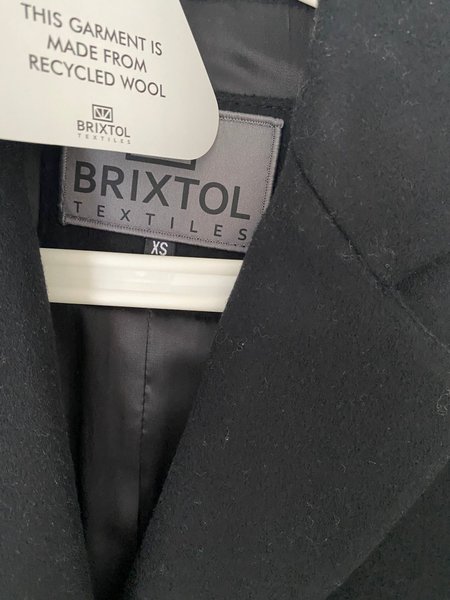 THIS GARMENT IS
MADE FROM
RECYCLED WOOL
BRIXTOL
TEXTILES
BRIXTOL
TEXTILES
XS